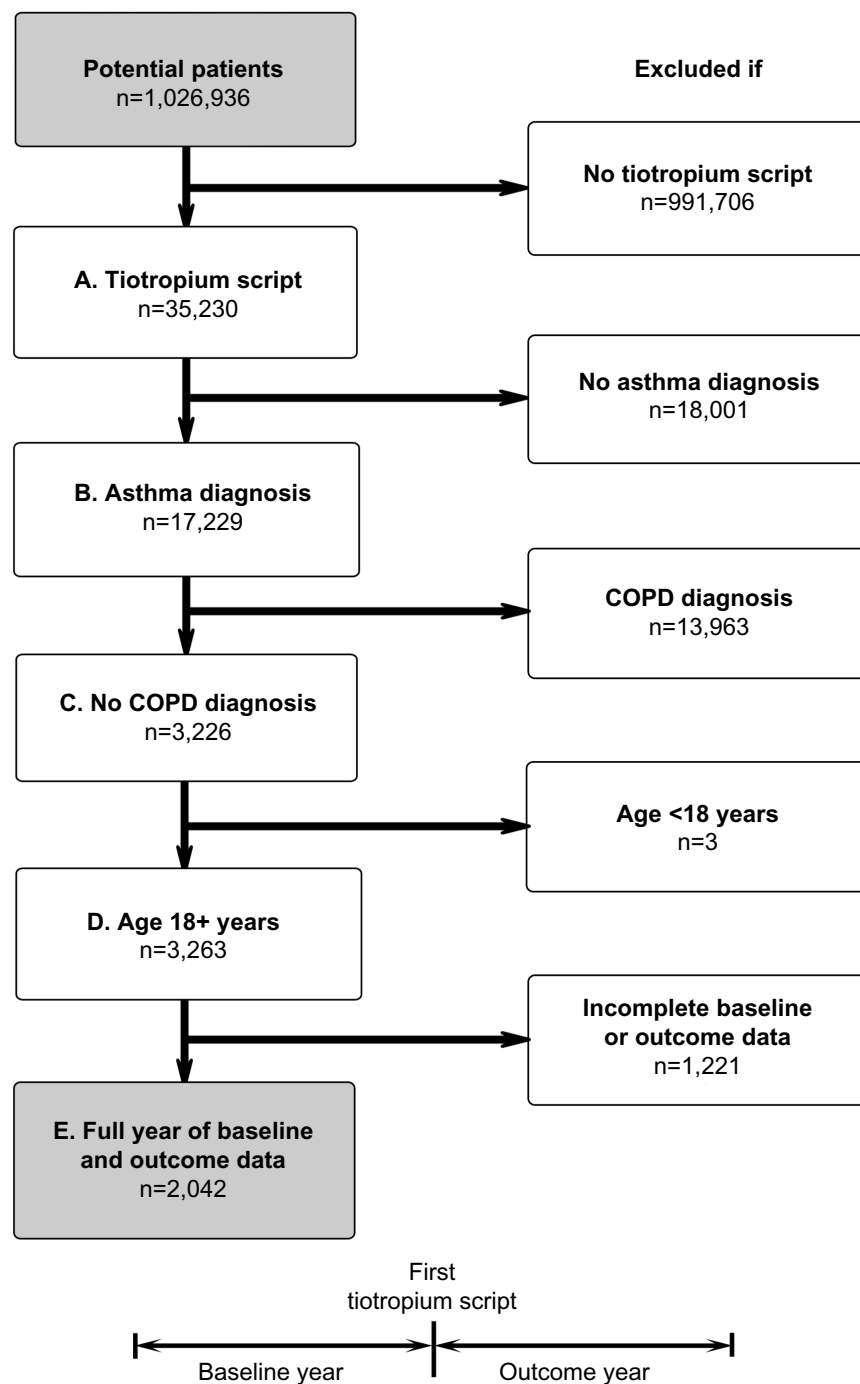 Potential patients
n=1,026,936
Excluded if
No tiotropium script
n=991,706
A. Tiotropium script
n=35,230
No asthma diagnosis
n=18,001
B. Asthma diagnosis
n=17,229
COPD diagnosis
n=13,963
C. No COPD diagnosis
n=3,226
Age <18 years
n=3
D. Age 18+ years
n=3,263
Incomplete baseline
or outcome data
n=1,221
E. Full year of baseline
and outcome data
n=2,042
First
tiotropium script
Baseline year
Outcome year